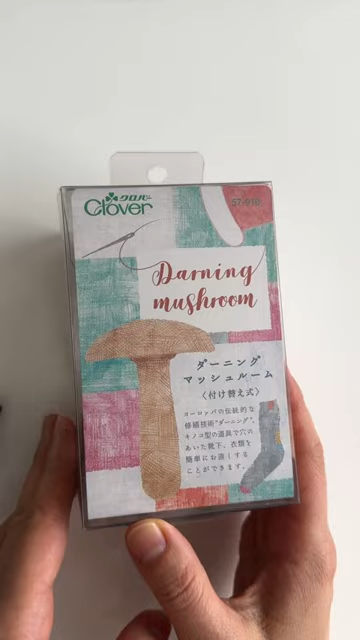 クロバー
Clover
57-919
Darning
mushroom
ダーニング
マッシュルーム
〈付け替え式〉
ヨーロッパの伝統的な
修繕技術“ダーニング”。
キノコ型の道具で穴の
あいた靴下、衣類を
簡単にお直しする
ことができます。